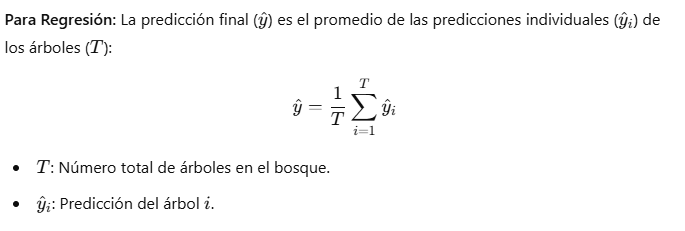 Para Regresión: La predicción final (ŷ) es el promedio de las predicciones individuales (ŷᵢ) de
los árboles (T):
ŷ = 1/T ∑ᵢ₌₁ᵀ ŷᵢ
• T: Número total de árboles en el bosque.
• ŷᵢ: Predicción del árbol i.